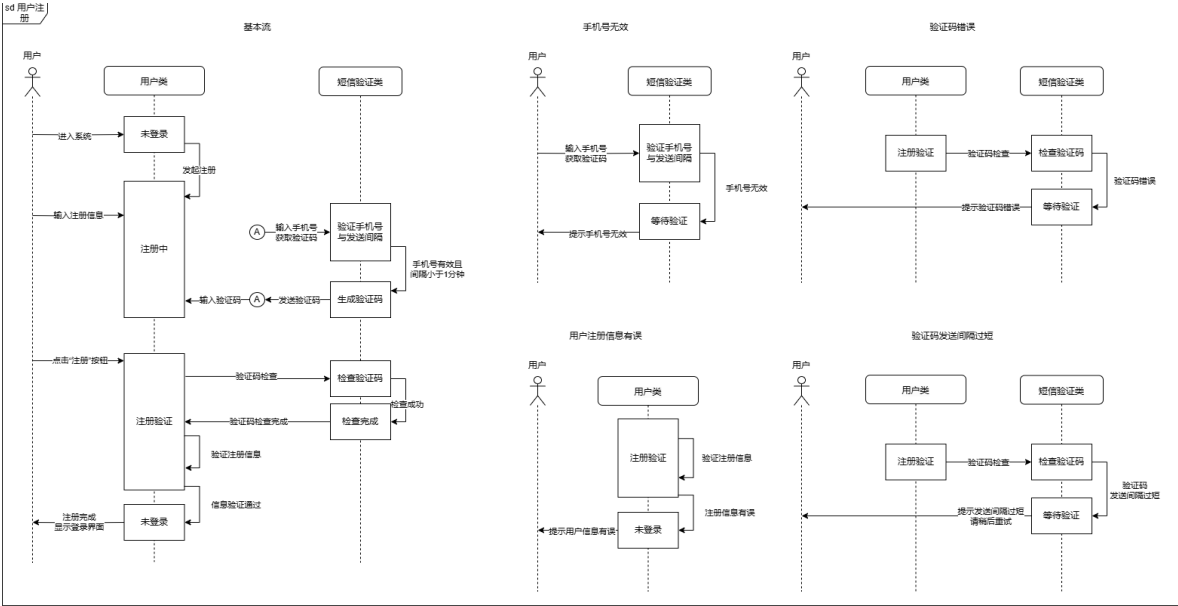 sd 用户注
册
基本流
用户
用户类
短信验证类
进入系统
未登录
发起注册
输入注册信息
注册中
A
输入手机号
获取验证码
验证手机号
与发送间隔
手机号有效且
间隔小于1分钟
输入验证码
A
发送验证码
生成验证码
点击“注册”按钮
注册验证
验证码检查
检查验证码
检查成功
验证码检查完成
检查完成
验证注册信息
信息验证通过
注册完成
显示登录界面
未登录
手机号无效
用户
短信验证类
输入手机号
获取验证码
验证手机号
与发送间隔
手机号无效
等待验证
提示手机号无效
验证码错误
用户
用户类
短信验证类
注册验证
验证码检查
检查验证码
验证码错误
提示验证码错误
等待验证
用户注册信息有误
用户
用户类
注册验证
验证注册信息
注册信息有误
提示用户信息有误
未登录
验证码发送间隔过短
用户
用户类
短信验证类
注册验证
验证码检查
检查验证码
验证码
发送间隔过短
提示发送间隔过短
请稍后重试
等待验证